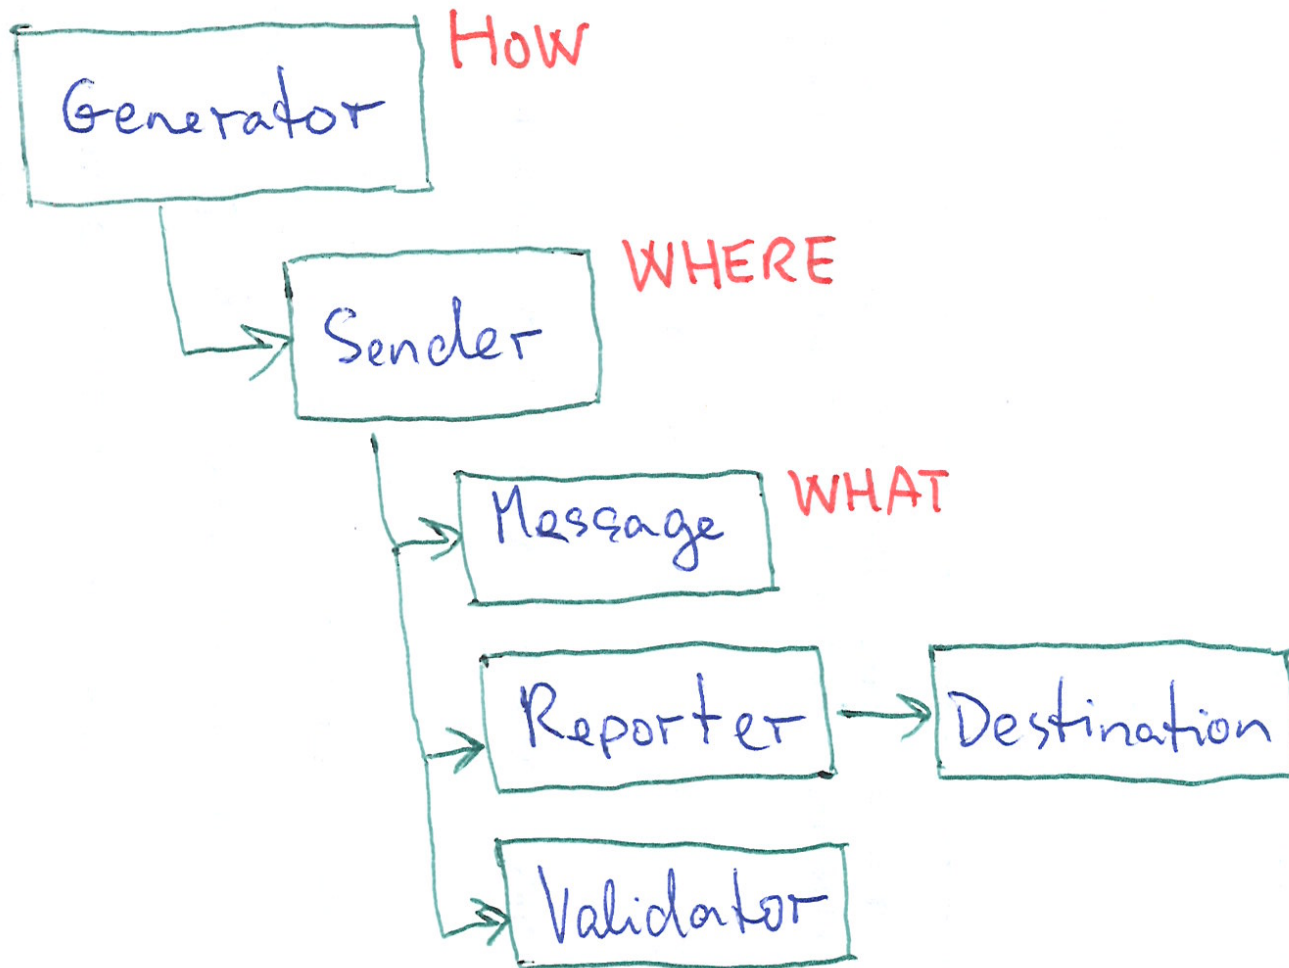 HOW
Generator
WHERE
Sender
WHAT
Message
Reporter
Destination
Validator